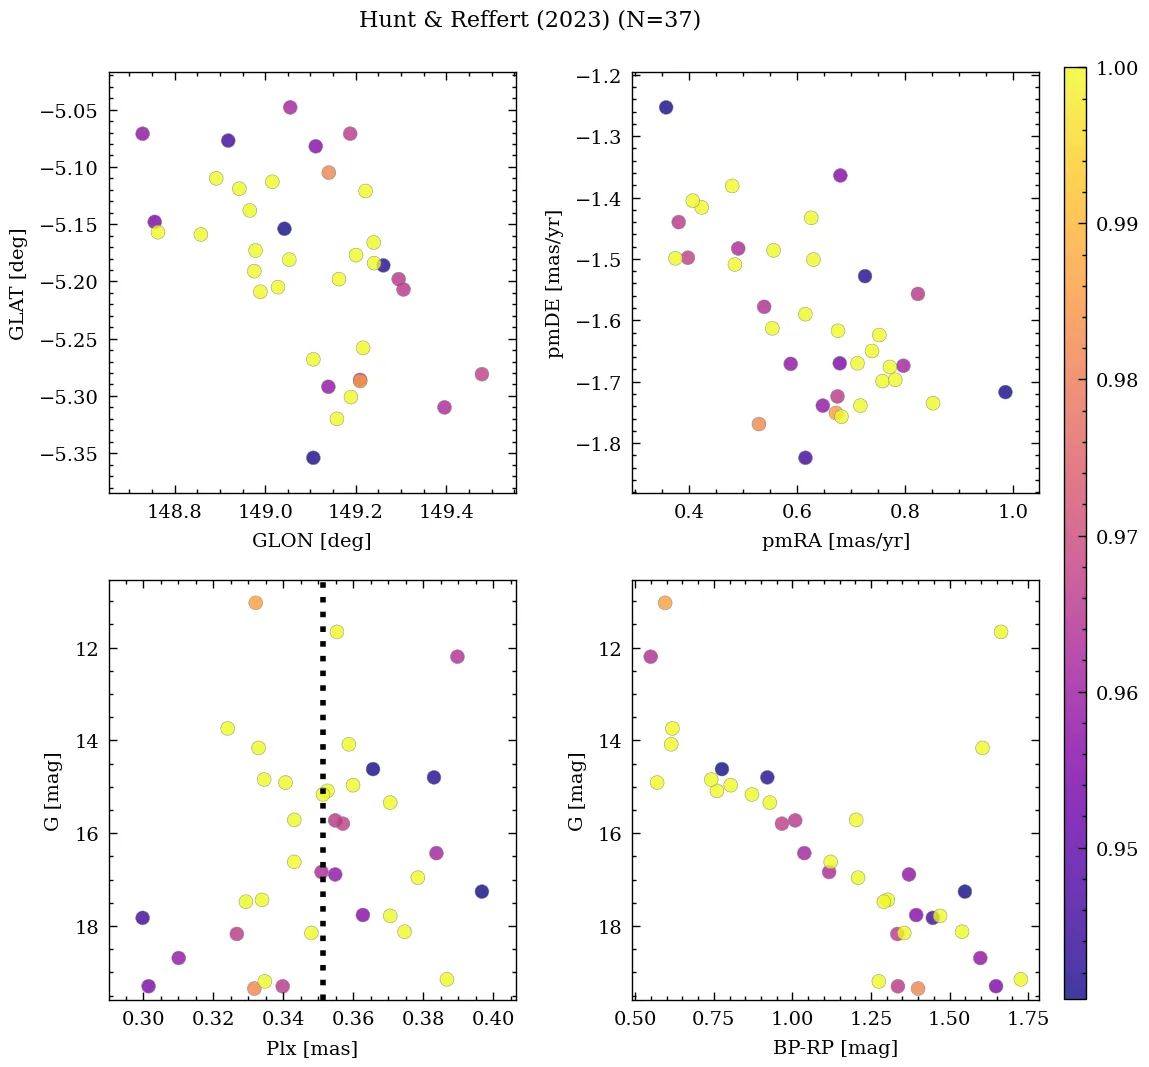 Hunt & Reffert (2023) (N=37)
−5.05
−5.10
−5.15
−5.20
−5.25
−5.30
−5.35
GLAT [deg]
148.8 149.0 149.2 149.4
GLON [deg]
−1.2
−1.3
−1.4
−1.5
−1.6
−1.7
−1.8
pmDE [mas/yr]
0.4 0.6 0.8 1.0
pmRA [mas/yr]
12
14
16
18
G [mag]
0.30 0.32 0.34 0.36 0.38 0.40
Plx [mas]
12
14
16
18
G [mag]
0.50 0.75 1.00 1.25 1.50 1.75
BP-RP [mag]
1.00
0.99
0.98
0.97
0.96
0.95